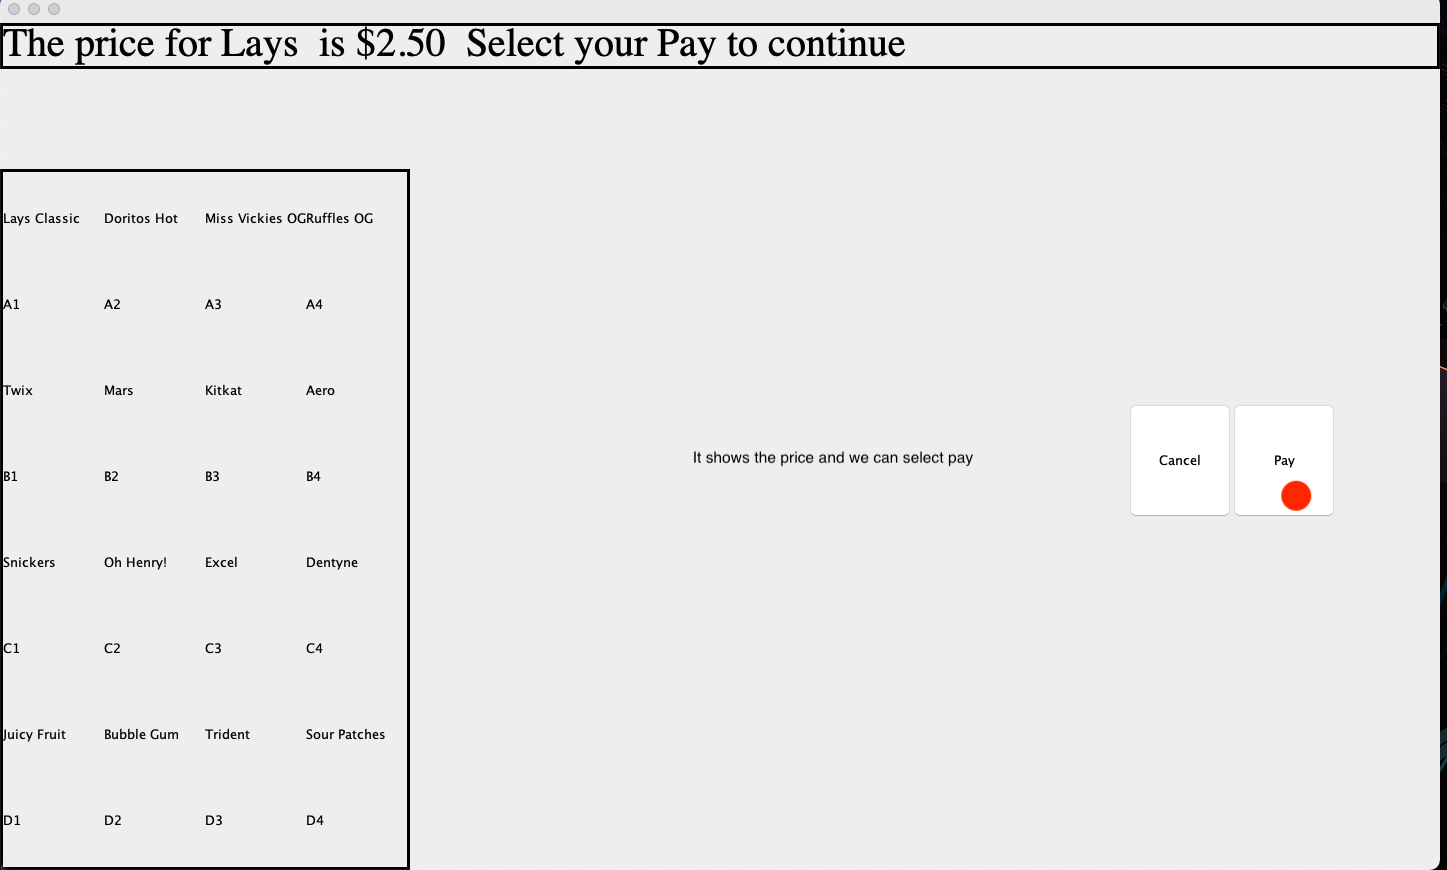 The price for Lays  is $2.50  Select your Pay to continue
Lays Classic Doritos Hot Miss Vickies OG Ruffles OG
A1 A2 A3 A4
Twix Mars Kitkat Aero
It shows the price and we can select pay
Cancel Pay
B1 B2 B3 B4
Snickers Oh Henry! Excel Dentyne
C1 C2 C3 C4
Juicy Fruit Bubble Gum Trident Sour Patches
D1 D2 D3 D4